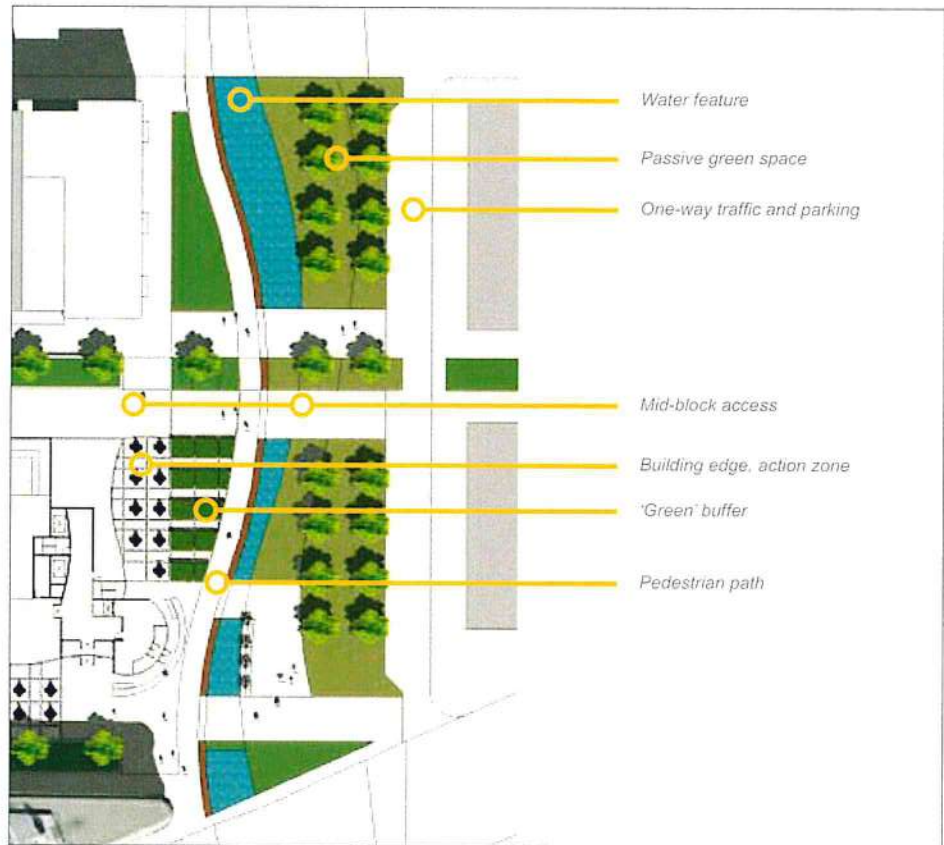 Water feature
Passive green space
One-way traffic and parking
Mid-block access
Building edge, action zone
'Green' buffer
Pedestrian path